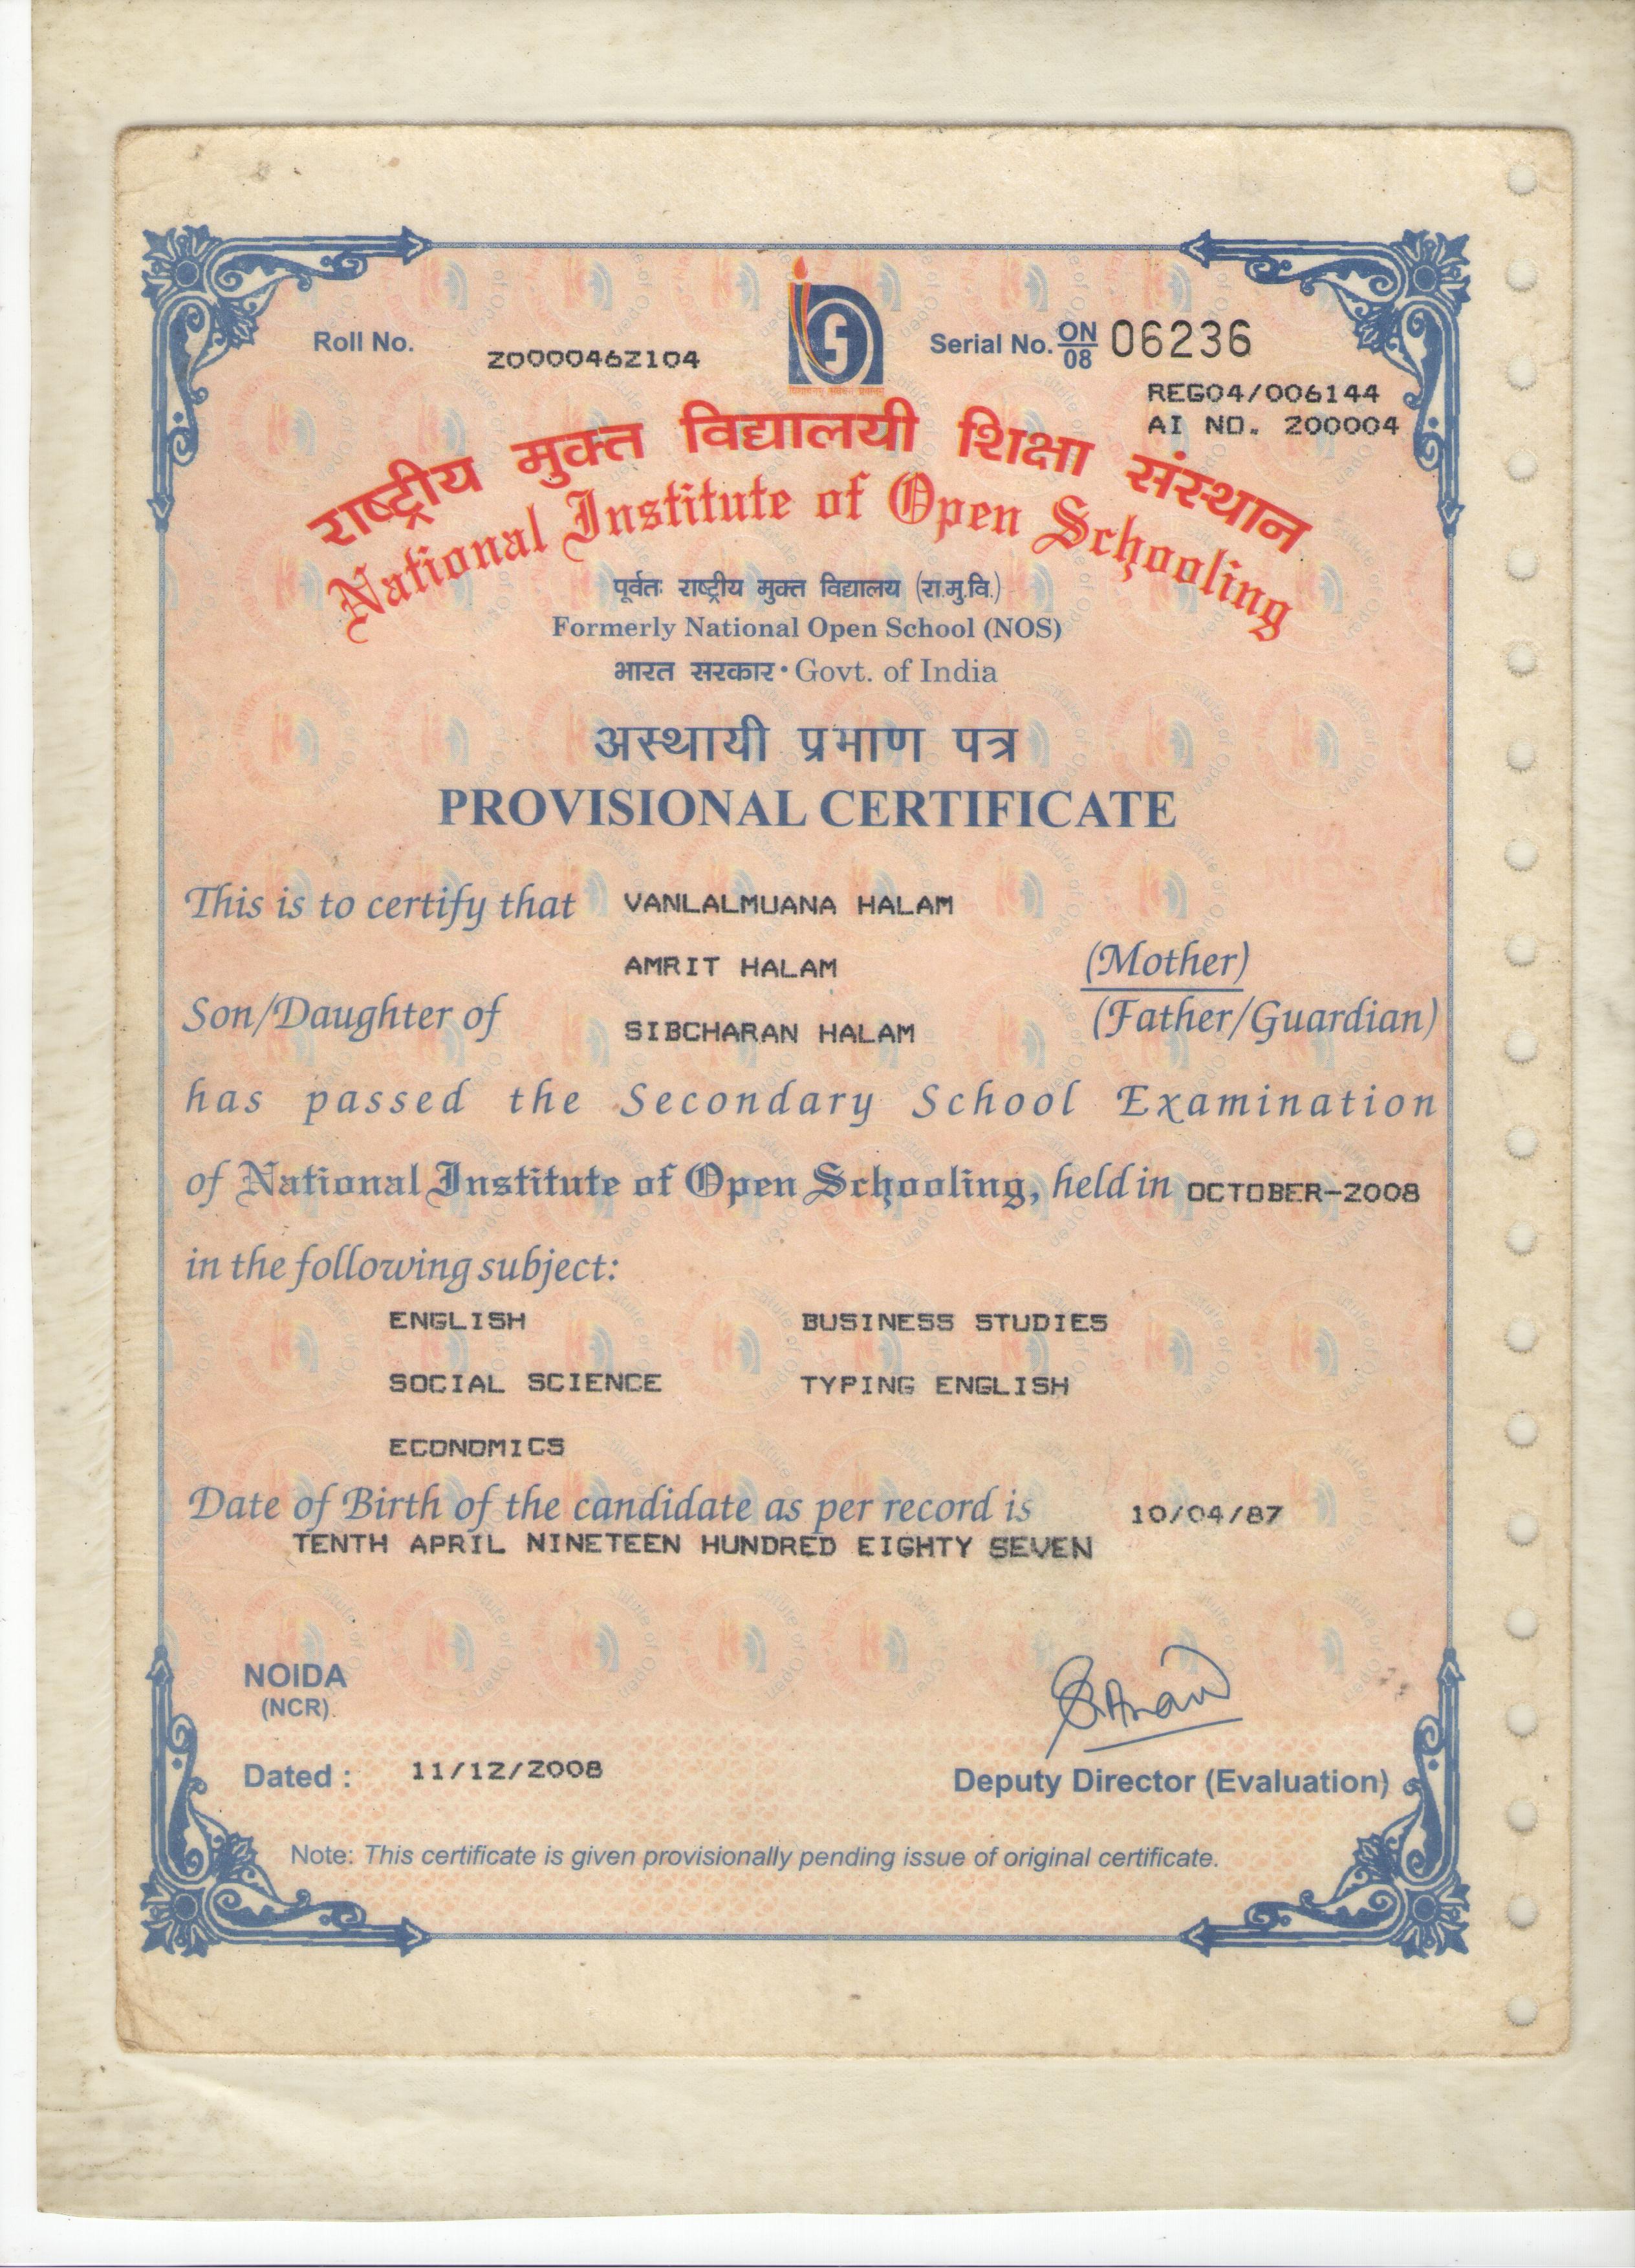 Roll No. 20000462104
Serial No. ON/08 06236
REG04/006144
AI NO. 200004
राष्ट्रीय मुक्त विद्यालयी शिक्षा संस्थान
National Institute of Open Schooling
पूर्वतः राष्ट्रीय मुक्त विद्यालय (रा.मु.वि.)
Formerly National Open School (NOS)
भारत सरकार • Govt. of India
अस्थायी प्रमाण पत्र
PROVISIONAL CERTIFICATE
This is to certify that VANLALMUANA HALAM
AMRIT HALAM (Mother)
Son/Daughter of SIBCHARAN HALAM (Father/Guardian)
has passed the Secondary School Examination
of National Institute of Open Schooling, held in OCTOBER-2008
in the following subject:
ENGLISH BUSINESS STUDIES
SOCIAL SCIENCE TYPING ENGLISH
ECONOMICS
Date of Birth of the candidate as per record is 10/04/87
TENTH APRIL NINETEEN HUNDRED EIGHTY SEVEN
NOIDA
(NCR).
Dated : 11/12/2008
Deputy Director (Evaluation)
Note: This certificate is given provisionally pending issue of original certificate.